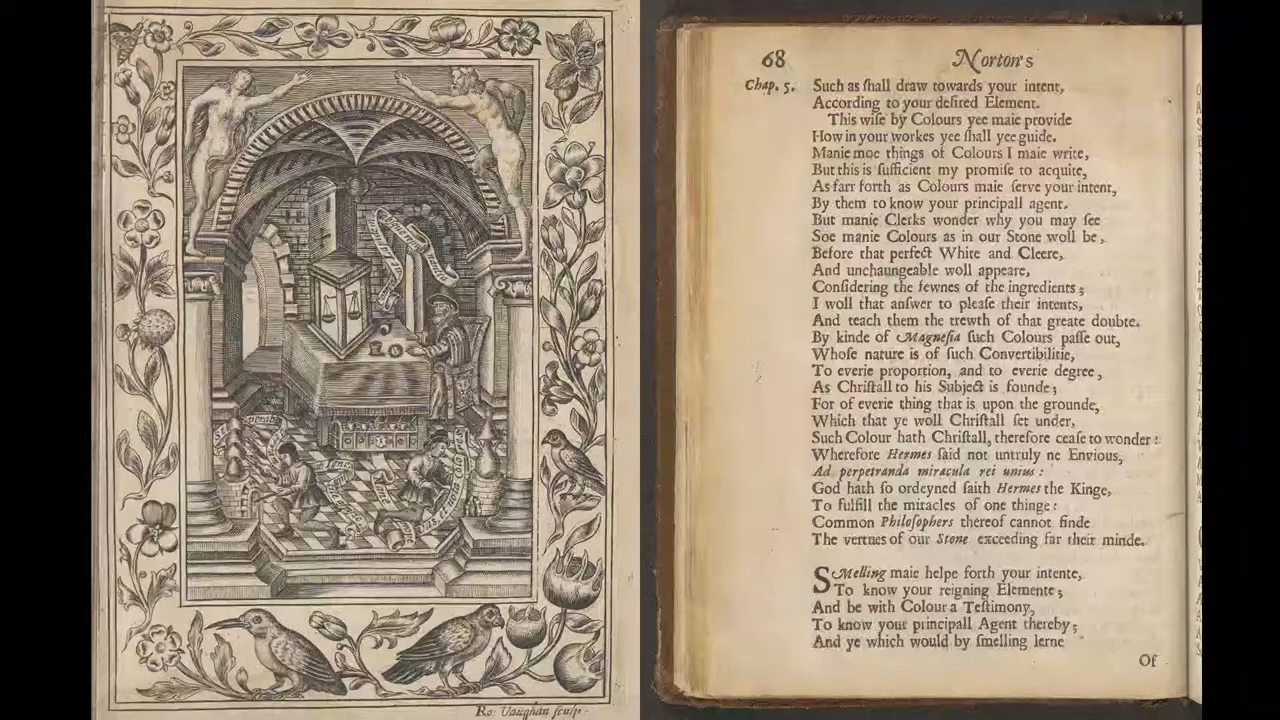 Ro: Vaughan sculp.
68
Norton's
Chap. 5.
Such as ſhall draw towards your intent,
According to your deſired Element.
This wiſe by Colours yee maie provide
How in your workes yee ſhall yee guide.
Manie moe things of Colours I maie write,
But this is ſufficient my promiſe to acquite,
As farr forth as Colours maie ſerve your intent,
By them to know your principall agent.
But manie Clerks wonder why you may ſee
Soe manie Colours as in our Stone woll be,
Before that perfect White and Cleere,
And unchaungeable woll appeare,
Conſidering the fewnes of the ingredients;
I woll that anſwer to pleaſe their intents,
And teach them the trewth of that greate doubte.
By kinde of Magneſia ſuch Colours paſſe out,
Whoſe nature is of ſuch Convertibilitie,
To everie proportion, and to everie degree,
As Chriſtall to his Subject is founde;
For of everie thing that is upon the grounde,
Which that ye woll Chriſtall ſet under,
Such Colour hath Chriſtall, therefore ceaſe to wonder:
Wherefore Hermes ſaid not untruly ne Envious,
Ad perpetranda miracula rei unius:
God hath ſo ordeyned ſaith Hermes the Kinge,
To fulfill the miracles of one thinge:
Common Philoſophers thereof cannot finde
The vertues of our Stone exceeding far their minde.
SMelling maie helpe forth your intente,
To know your reigning Elemente;
And be with Colour a Teſtimony,
To know your principall Agent thereby;
And ye which would by ſmelling lerne
Of